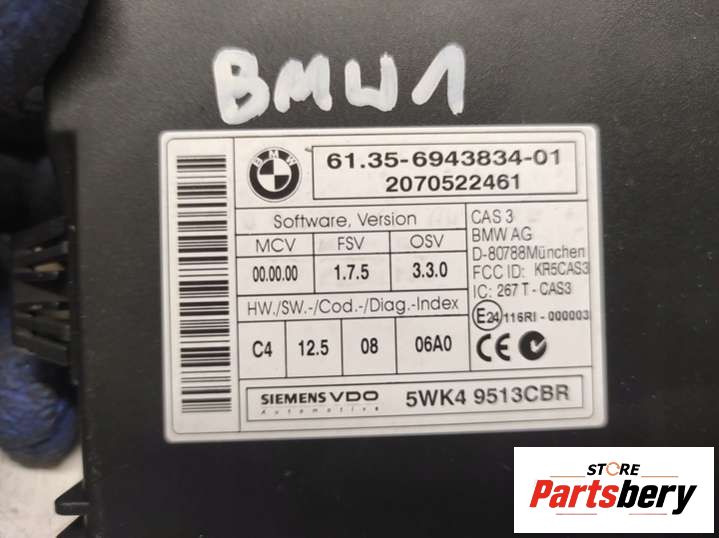 BMW1
BMW
61.35-6943834-01
2070522461
Software, Version
MCV FSV OSV
00.00.00 1.7.5 3.3.0
HW./SW.-/Cod.-/Diag.-Index
C4 12.5 08 06A0
CAS 3
BMW AG
D-80788München
FCC ID: KR5CAS3
IC: 267 T - CAS3
E24 116RI - 000003
CE
SIEMENS VDO
Automotive
5WK4 9513CBR
STORE
Partsbery